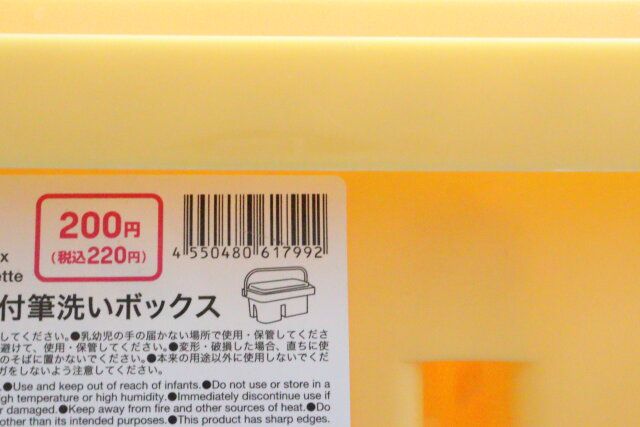 200円
(税込220円)
4 550480 617992
x
ette
付筆洗いボックス
してください。●乳幼児の手の届かない場所で使用・保管してくださ
避けて、使用・保管してください。●変形・破損した場合、直ちに使
のそばに置かないでください。●本来の用途以外に使用しないでくだ
ガをしないよう注意してください。
.●Use and keep out of reach of infants.●Do not use or store in a
gh temperature or high humidity.●Immediately discontinue use if
r damaged.●Keep away from fire and other sources of heat.●Do
other than its intended purposes.●This product has sharp edges.